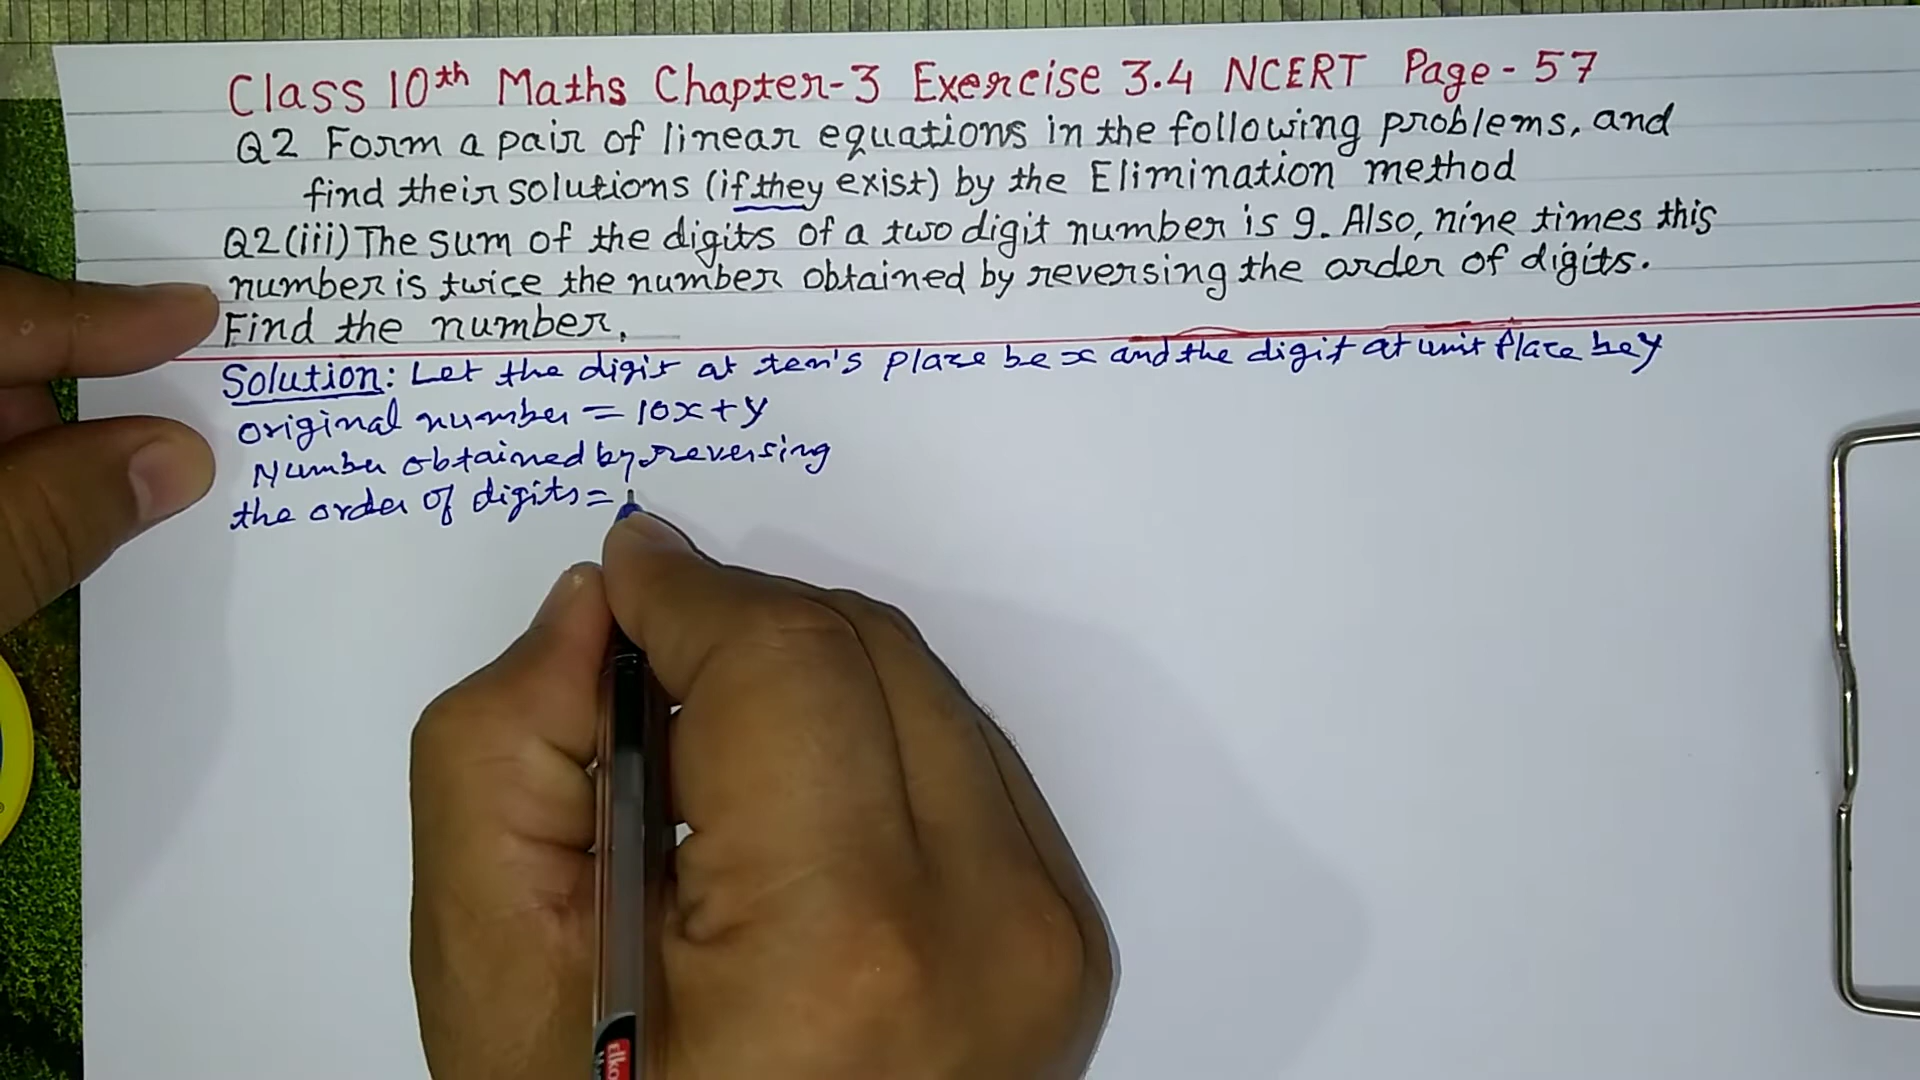 Class 10th Maths Chapter-3 Exercise 3.4 NCERT Page-57
Q2 Form a pair of linear equations in the following problems, and
find their solutions (if they exist) by the Elimination method
Q2(iii) The sum of the digits of a two digit number is 9. Also, nine times this
number is twice the number obtained by reversing the order of digits.
Find the number.
Solution: Let the digit at ten's place be x and the digit at unit place be y
original number = 10x+y
Number obtained by reversing
the order of digits =